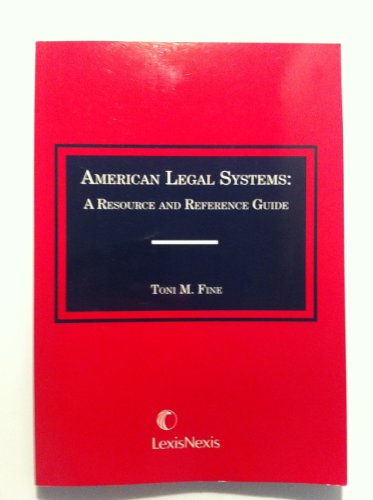 AMERICAN LEGAL SYSTEMS:
A RESOURCE AND REFERENCE GUIDE
TONI M. FINE
LexisNexis